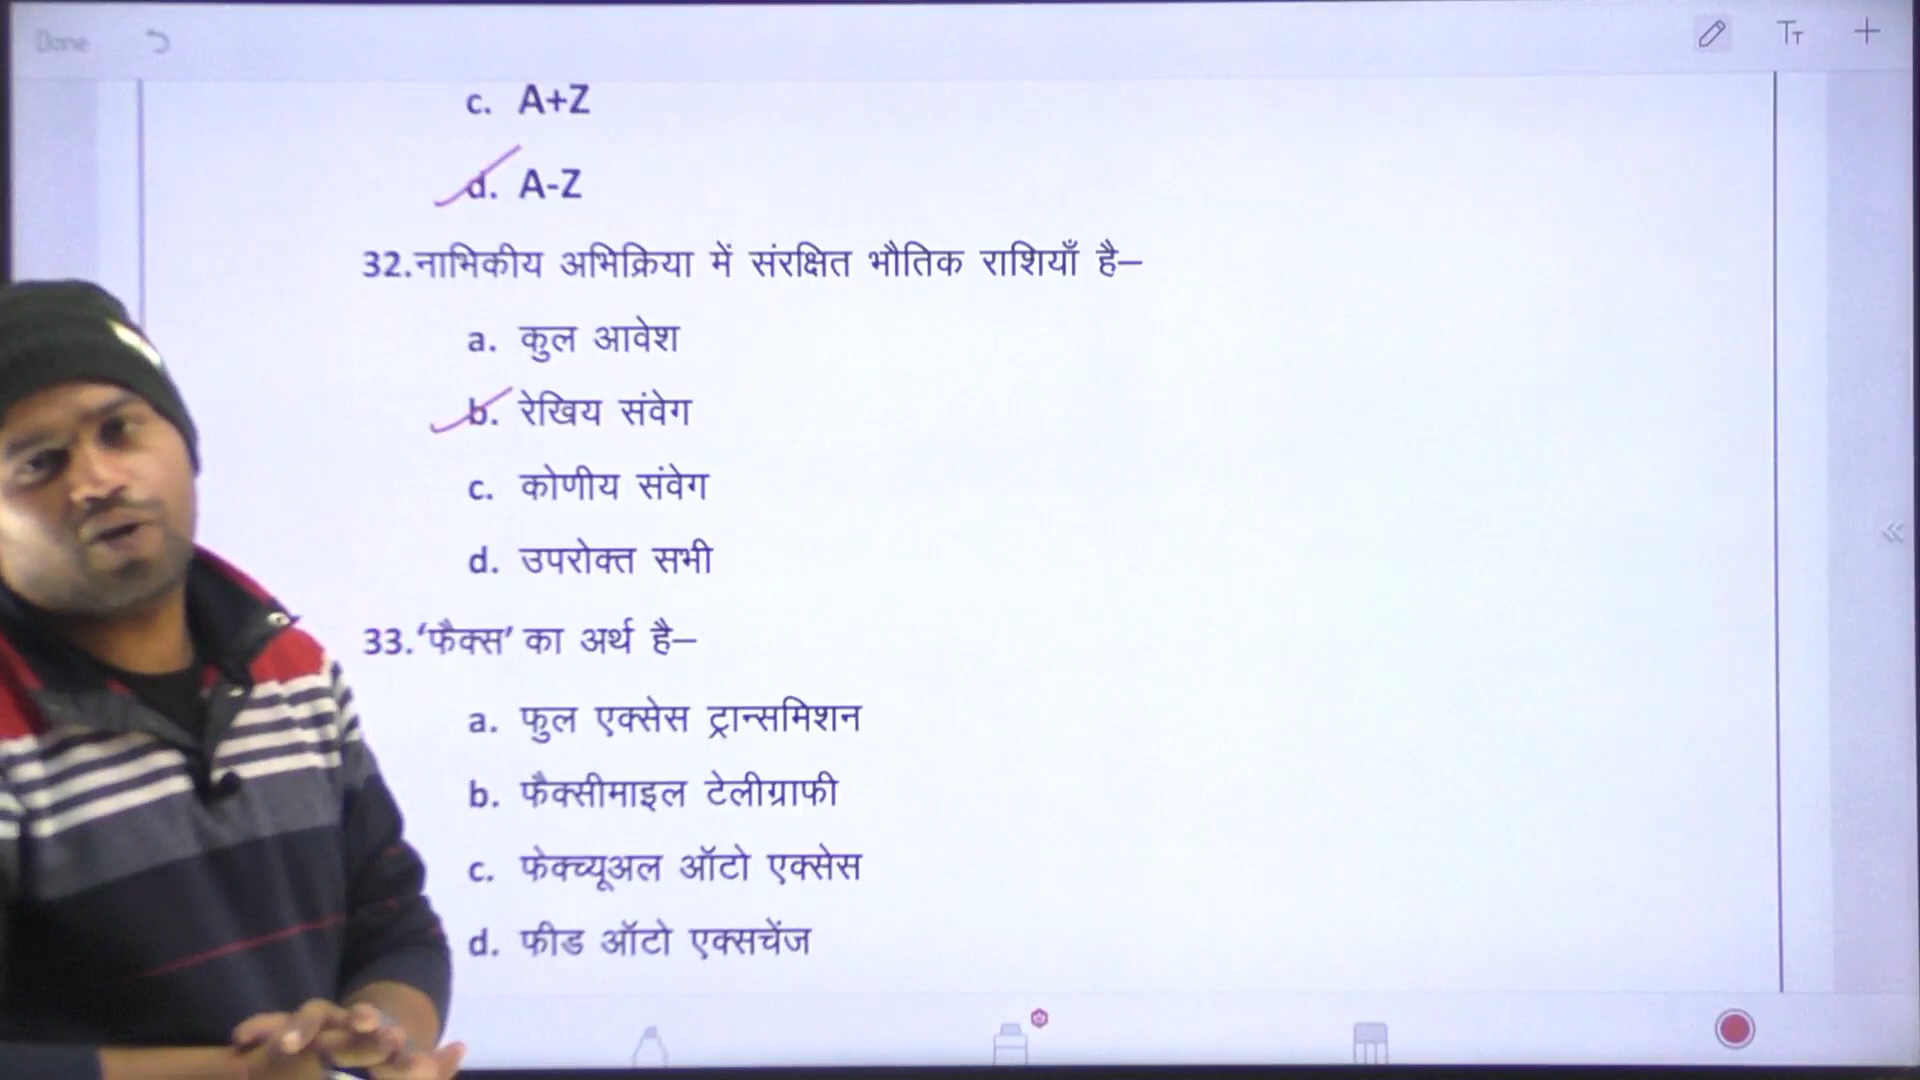 Done
TT
c. A+Z
d. A-Z
32.नाभिकीय अभिक्रिया में संरक्षित भौतिक राशियाँ है–
a. कुल आवेश
b. रेखिय संवेग
c. कोणीय संवेग
d. उपरोक्त सभी
33.‘फैक्स’ का अर्थ है–
a. फुल एक्सेस ट्रान्समिशन
b. फैक्सीमाइल टेलीग्राफी
c. फेक्च्यूअल ऑटो एक्सेस
d. फीड ऑटो एक्सचेंज